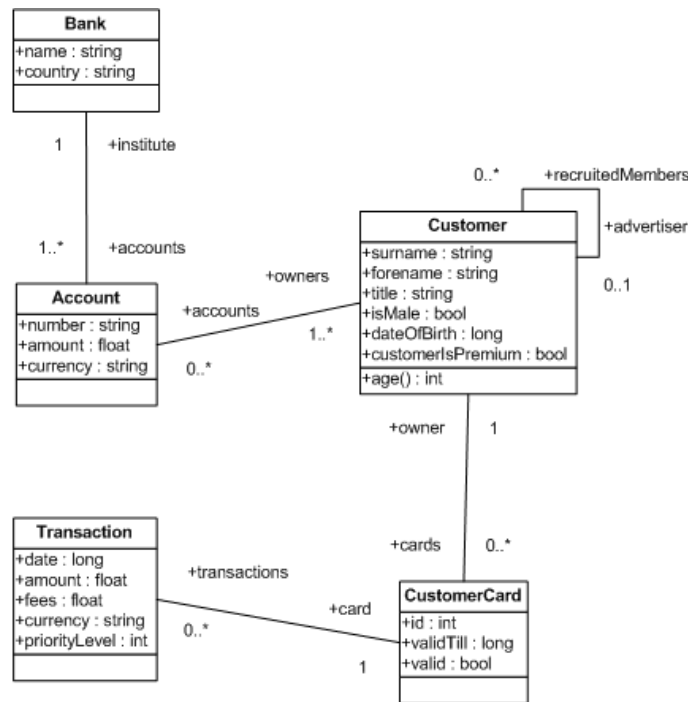 Bank
+name : string
+country : string
1
+institute
1..*
+accounts
Account
+number : string
+amount : float
+currency : string
+accounts
0..*
+owners
1..*
0..*
+recruitedMembers
+advertiser
0..1
Customer
+surname : string
+forename : string
+title : string
+isMale : bool
+dateOfBirth : long
+customerIsPremium : bool
+age() : int
+owner
1
+cards
0..*
Transaction
+date : long
+amount : float
+fees : float
+currency : string
+priorityLevel : int
+transactions
0..*
+card
1
CustomerCard
+id : int
+validTill : long
+valid : bool